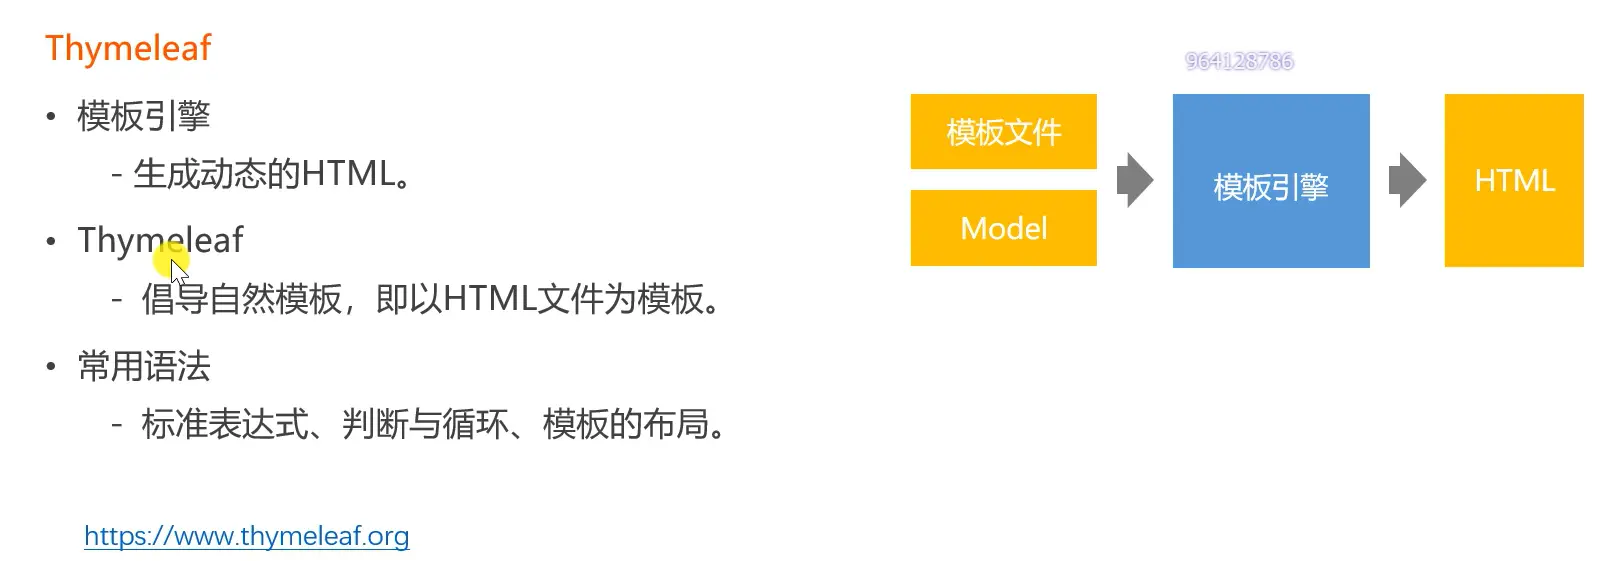 Thymeleaf
• 模板引擎
- 生成动态的HTML。
• Thymeleaf
- 倡导自然模板，即以HTML文件为模板。
• 常用语法
- 标准表达式、判断与循环、模板的布局。
https://www.thymeleaf.org
964128786
模板文件
Model
模板引擎
HTML